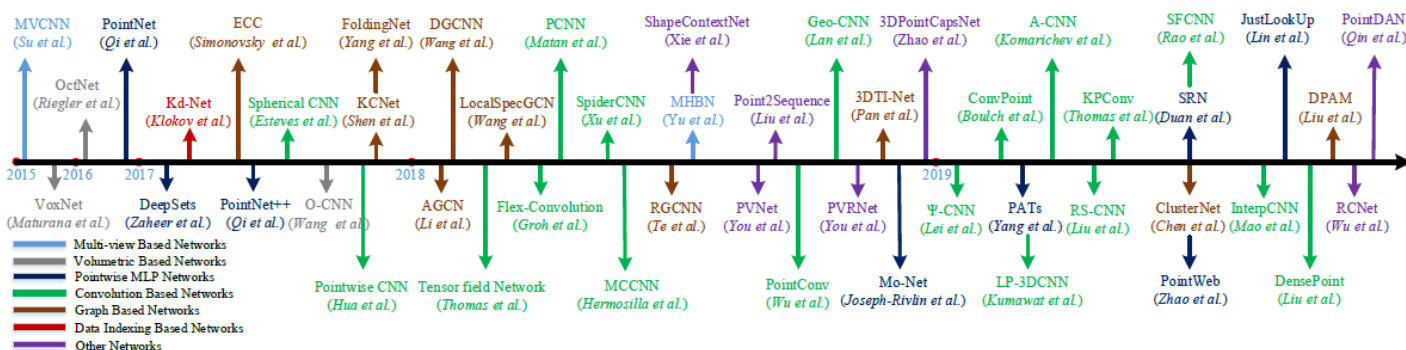 MVCNN
(Su et al.)
PointNet
(Qi et al.)
ECC
(Simonovsky et al.)
FoldingNet
(Yang et al.)
DGCNN
(Wang et al.)
PCNN
(Matan et al.)
ShapeContextNet
(Xie et al.)
Geo-CNN
(Lan et al.)
3DPointCapsNet
(Zhao et al.)
A-CNN
(Komarichev et al.)
SFCNN
(Rao et al.)
JustLookUp
(Lin et al.)
PointDAN
(Qin et al.)
OctNet
(Riegler et al.)
Kd-Net
(Klokov et al.)
Spherical CNN
(Esteves et al.)
KCNet
(Shen et al.)
LocalSpecGCN
(Wang et al.)
SpiderCNN
(Xu et al.)
MHBN
(Yu et al.)
Point2Sequence
(Liu et al.)
3DTI-Net
(Pan et al.)
ConvPoint
(Boulch et al.)
KPConv
(Thomas et al.)
SRN
(Duan et al.)
DPAM
(Liu et al.)
2015
2016
2017
2018
2019
VoxNet
(Maturana et al.)
DeepSets
(Zaheer et al.)
PointNet++
(Qi et al.)
O-CNN
(Wang et al.)
AGCN
(Li et al.)
Flex-Convolution
(Groh et al.)
RGCNN
(Te et al.)
PVNet
(You et al.)
PVRNet
(You et al.)
Ψ-CNN
(Lei et al.)
PATs
(Yang et al.)
RS-CNN
(Liu et al.)
ClusterNet
(Chen et al.)
InterpCNN
(Mao et al.)
RCNet
(Wu et al.)
Pointwise CNN
(Hua et al.)
Tensor field Network
(Thomas et al.)
MCCNN
(Hermosilla et al.)
PointConv
(Wu et al.)
Mo-Net
(Joseph-Rivlin et al.)
LP-3DCNN
(Kumawat et al.)
PointWeb
(Zhao et al.)
DensePoint
(Liu et al.)
Multi-view Based Networks
Volumetric Based Networks
Pointwise MLP Networks
Convolution Based Networks
Graph Based Networks
Data Indexing Based Networks
Other Networks